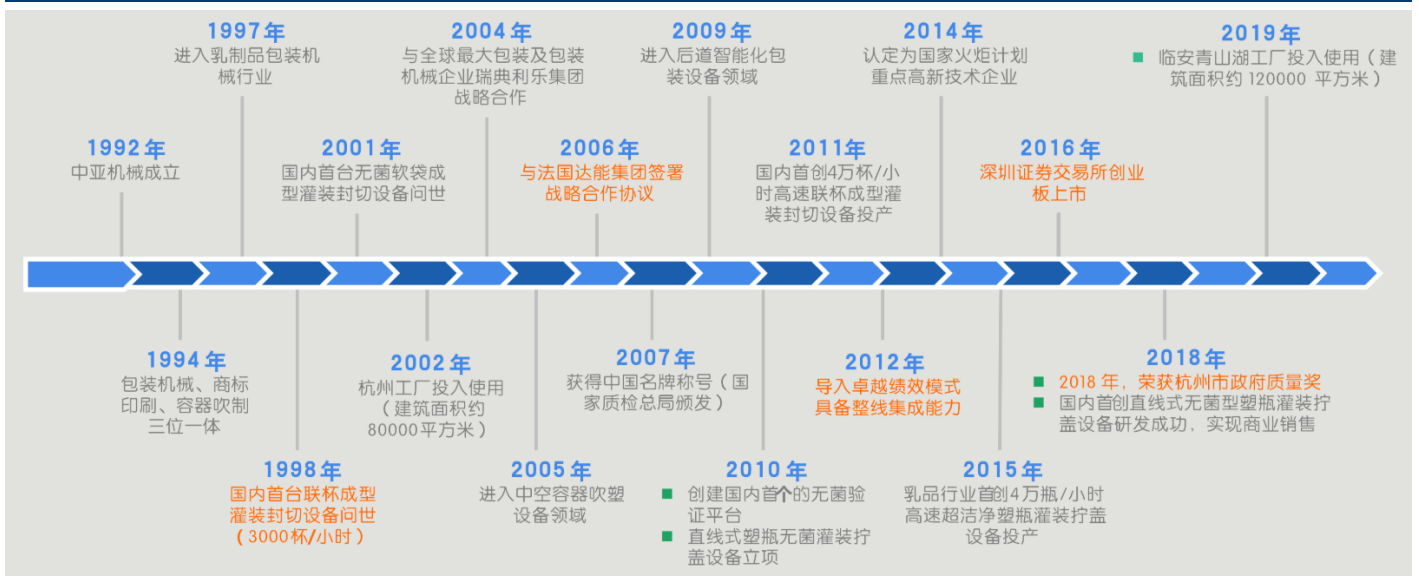 1992年
中亚机械成立
1994年
包装机械、商标
印刷、容器吹制
三位一体
1997年
进入乳制品包装机
械行业
1998年
国内首台联杯成型
灌装封切设备问世
（3000杯/小时）
2001年
国内首台无菌软袋成
型灌装封切设备问世
2002年
杭州工厂投入使用
（建筑面积约
80000平方米）
2004年
与全球最大包装及包装
机械企业瑞典利乐集团
战略合作
2005年
进入中空容器吹塑
设备领域
2006年
与法国达能集团签署
战略合作协议
2007年
获得中国名牌称号（国
家质检总局颁发）
2009年
进入后道智能化包
装设备领域
2010年
创建国内首个的无菌验
证平台
直线式塑瓶无菌灌装拧
盖设备立项
2011年
国内首创4万杯/小
时高速联杯成型灌
装封切设备投产
2012年
导入卓越绩效模式
具备整线集成能力
2014年
认定为国家火炬计划
重点高新技术企业
2015年
乳品行业首创4万瓶/小时
高速超洁净塑瓶灌装拧盖
设备投产
2016年
深圳证券交易所创业
板上市
2018年
2018 年，荣获杭州市政府质量奖
国内首创直线式无菌型塑瓶灌装拧
盖设备研发成功，实现商业销售
2019年
临安青山湖工厂投入使用（建
筑面积约 120000 平方米）